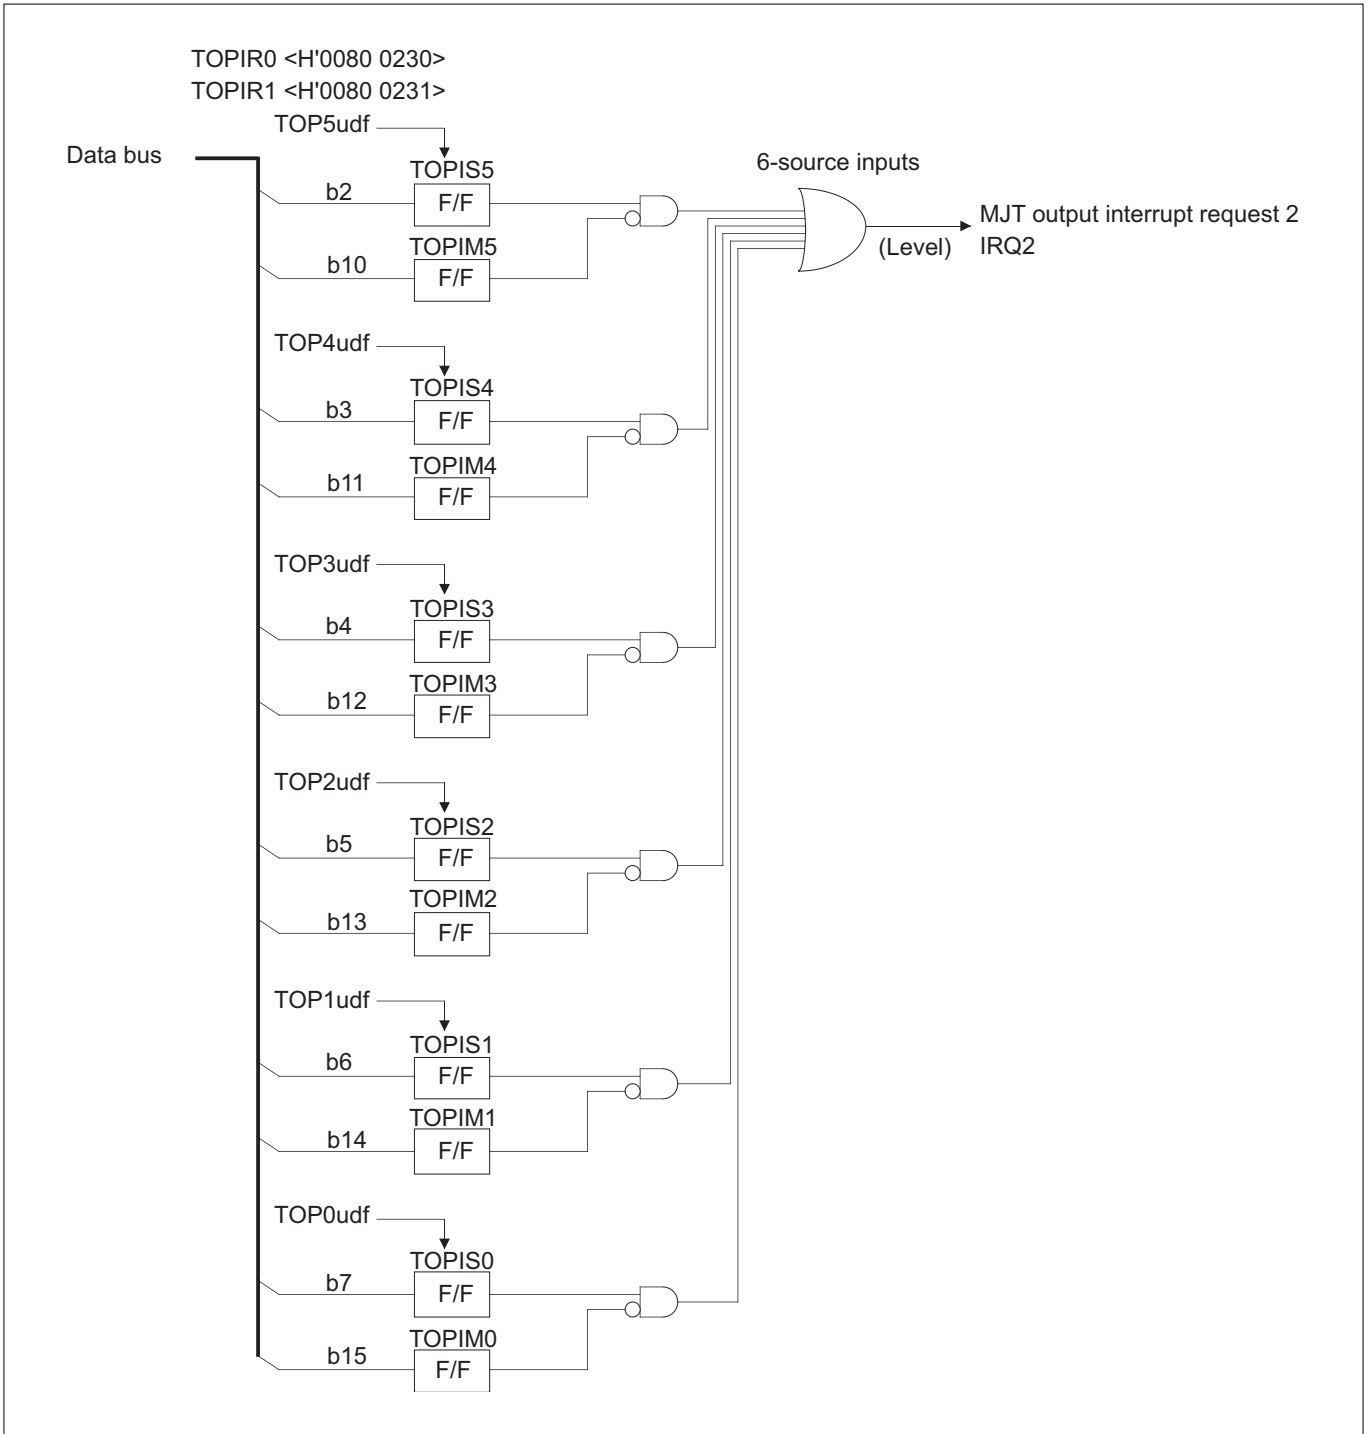 TOPIR0 <H'0080 0230>
TOPIR1 <H'0080 0231>
TOP5udf
Data bus
6-source inputs
TOPIS5
b2
F/F
MJT output interrupt request 2
(Level)
IRQ2
TOPIM5
b10
F/F
TOP4udf
TOPIS4
b3
F/F
TOPIM4
b11
F/F
TOP3udf
TOPIS3
b4
F/F
TOPIM3
b12
F/F
TOP2udf
TOPIS2
b5
F/F
TOPIM2
b13
F/F
TOP1udf
TOPIS1
b6
F/F
TOPIM1
b14
F/F
TOP0udf
TOPIS0
b7
F/F
TOPIM0
b15
F/F